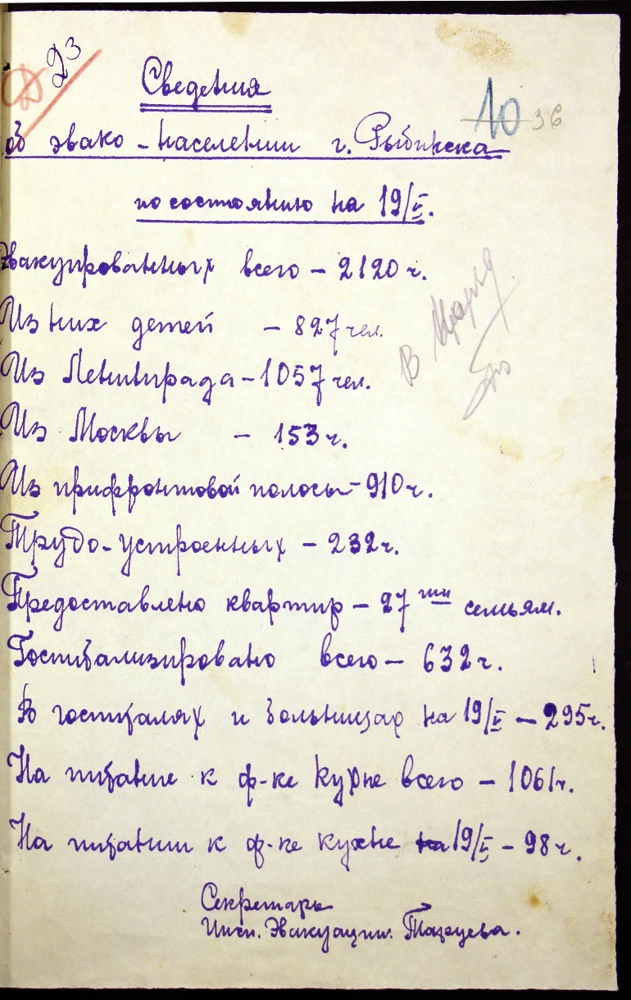 23
Сведения
10 36
об эвако-населении г. Рыбинска
по состоянию на 19/V.
Эвакуированных всего - 2120 ч.
Из них детей - 827 чел.
Из Ленинграда - 1057 чел.
В
Из Москвы - 153 ч.
Из прифронтовой полосы - 910 ч.
Трудо-устроенных - 232 ч.
Предоставлено квартир - 27 ми семьям.
Госпитализировано всего - 632 ч.
В госпиталях и больницах на 19/V - 295 ч.
На питание к ф-ке кухне всего - 1061 ч.
На питании к ф-ке кухне на 19/V - 98 ч.
Секретарь
Инсп. Эвакуации.